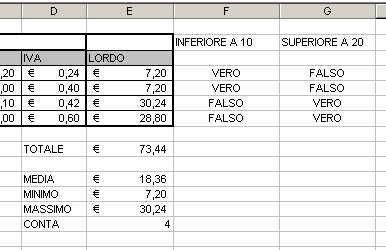 D E F G
INFERIORE A 10 SUPERIORE A 20
IVA LORDO
,20 € 0,24 € 7,20 VERO FALSO
,00 € 0,40 € 7,20 VERO FALSO
,10 € 0,42 € 30,24 FALSO VERO
,00 € 0,60 € 28,80 FALSO VERO
TOTALE € 73,44
MEDIA € 18,36
MINIMO € 7,20
MASSIMO € 30,24
CONTA 4